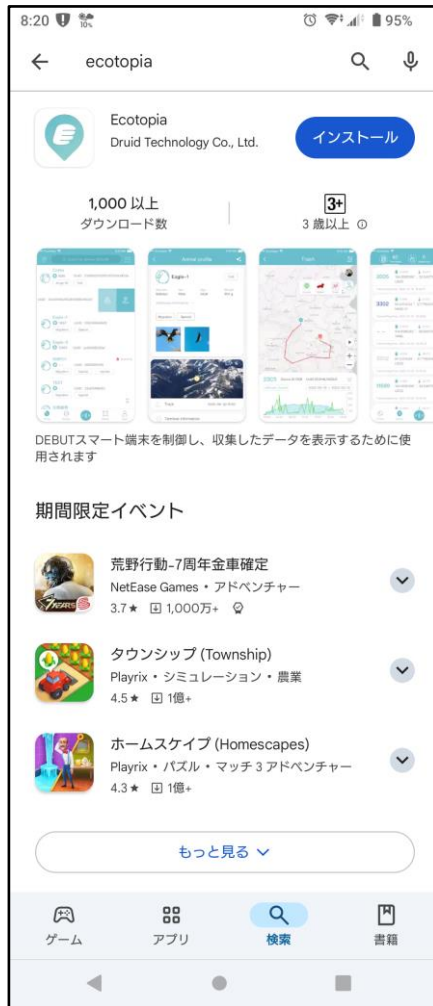 8:20
10%
95%
ecotopia
Ecotopia
Druid Technology Co., Ltd.
インストール
1,000 以上
ダウンロード数
3+
3 歳以上
Animal profile
Eagle-1
Track
DEBUTスマート端末を制御し、収集したデータを表示するために使
用されます
期間限定イベント
7YEARS
荒野行動-7周年金車確定
NetEase Games • アドベンチャー
3.7★ 1,000万+
タウンシップ (Township)
Playrix • シミュレーション • 農業
4.5★ 1億+
ホームスケイプ (Homescapes)
Playrix • パズル • マッチ 3 アドベンチャー
4.3★ 1億+
もっと見る
ゲーム
アプリ
検索
書籍